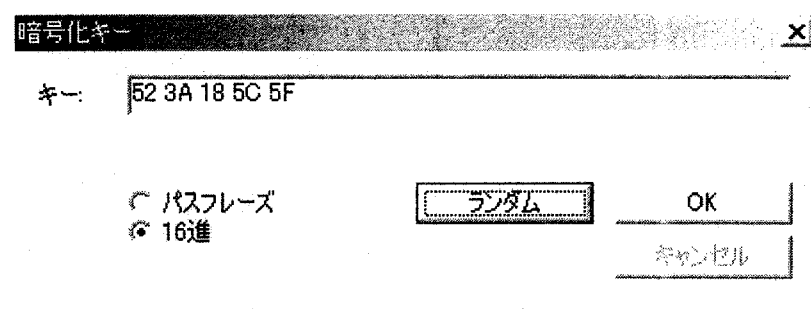 暗号化キー
キー: 52 3A 18 5C 5F
パスフレーズ
16進
ランダム
OK
キャンセル